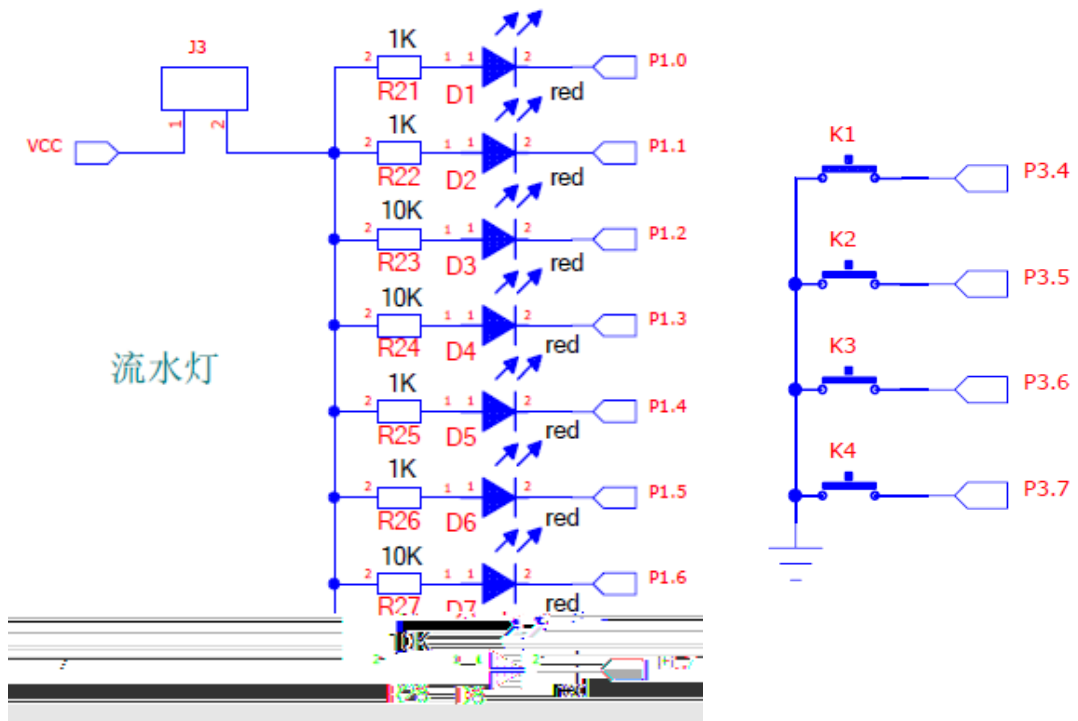 J3
1
2
VCC
流水灯
1K
2
1
1
2
P1.0
R21
D1
red
1K
2
1
1
2
P1.1
R22
D2
red
10K
2
1
1
2
P1.2
R23
D3
red
10K
2
1
1
2
P1.3
R24
D4
red
1K
2
1
1
2
P1.4
R25
D5
red
1K
2
1
1
2
P1.5
R26
D6
red
10K
2
1
1
2
P1.6
R27
D7
red
10K
K1
P3.4
K2
P3.5
K3
P3.6
K4
P3.7